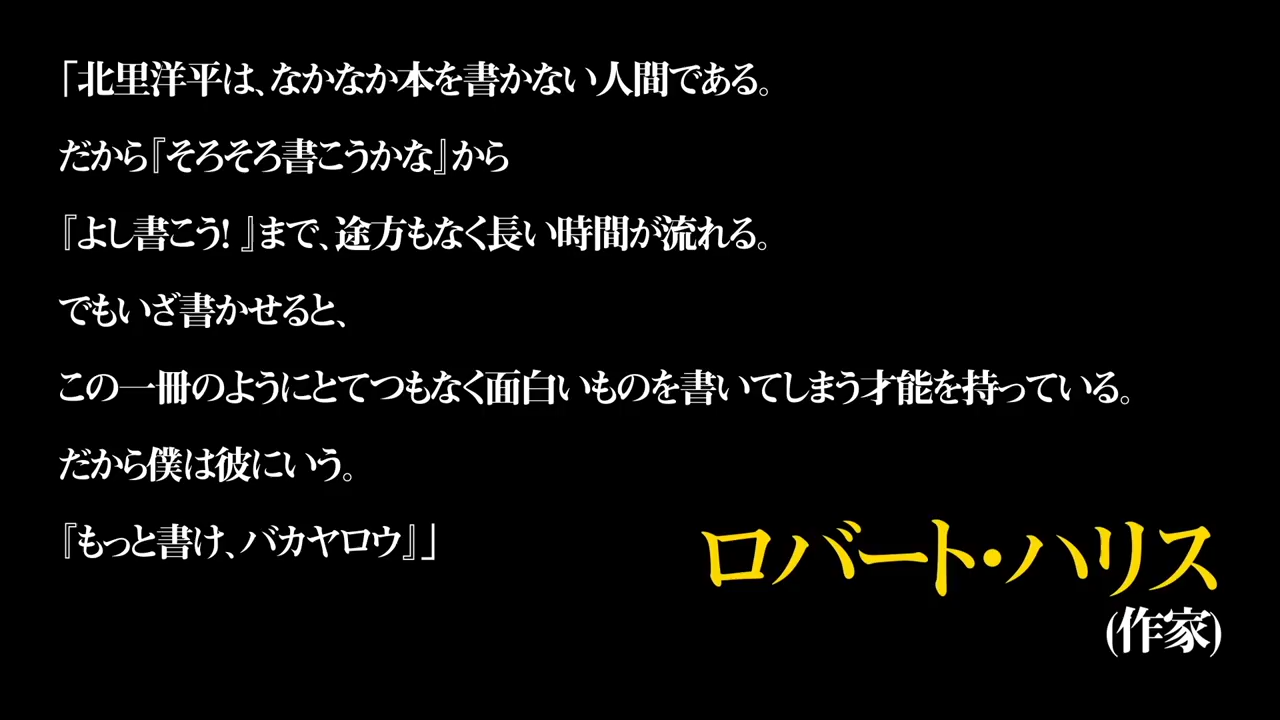 「北里洋平は、なかなか本を書かない人間である。
だから『そろそろ書こうかな』から
『よし書こう！』まで、途方もなく長い時間が流れる。
でもいざ書かせると、
この一冊のようにとてつもなく面白いものを書いてしまう才能を持っている。
だから僕は彼にいう。
『もっと書け、バカヤロウ』」
ロバート・ハリス
(作家)